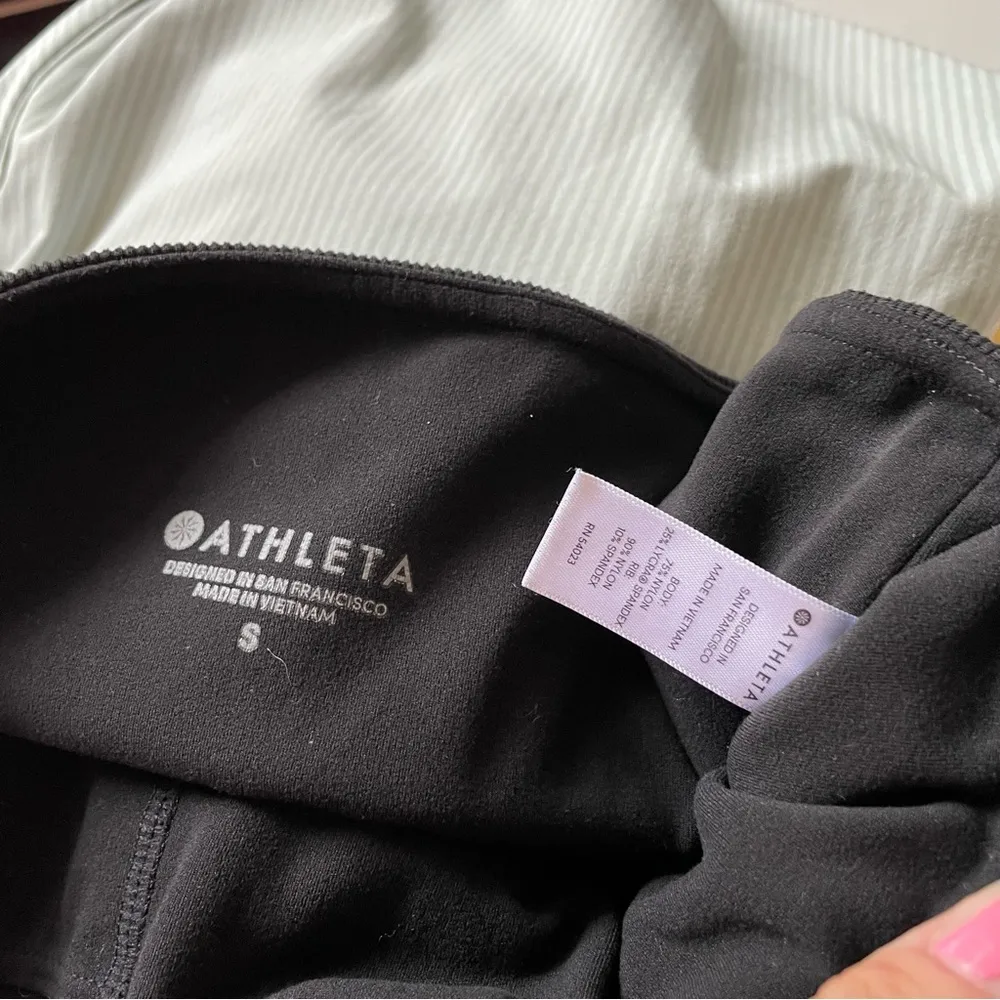 ATHLETA
DESIGNED IN SAN FRANCISCO
MADE IN VIETNAM
S
ATHLETA
DESIGNED IN
SAN FRANCISCO
MADE IN VIETNAM
BODY:
75% NYLON
25% LYCRA® SPANDEX
RIB:
90% NYLON
10% SPANDEX
RN 54023